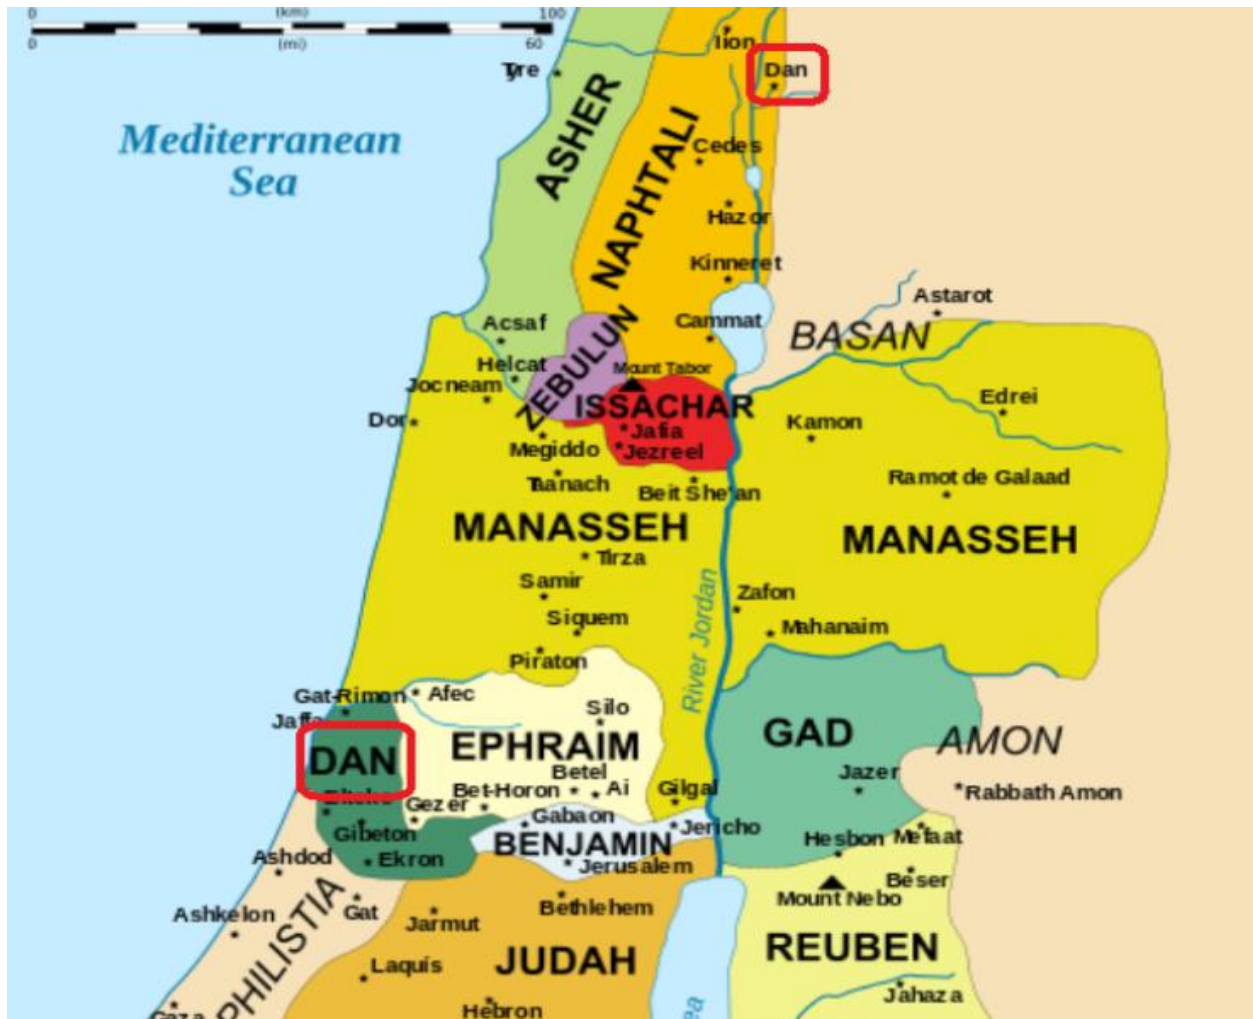 0 (km) 100
0 (mi) 60
Mediterranean
Sea
Tyre
ASHER
Iion
Dan
NAPHTALI
Cedes
Hazor
Kinneret
Cammat
Astarot
BASAN
Acsaf
Helcat
Jocneam
ZEBULUN
Mount Tabor
ISSACHAR
Jafia
Jezreel
Dor
Megiddo
Taanach
Beit She'an
Kamon
Edrei
Ramot de Galaad
MANASSEH
MANASSEH
Tirza
Samir
Siquem
Piraton
River Jordan
Zafon
Mahanaim
Gat-Rimon
Afec
Jaffa
Silo
DAN
EPHRAIM
GAD
AMON
Betel
Bet-Horon
Ai
Gilgal
Jazer
Rabbath Amon
Gezer
Gibeton
Gabaon
BENJAMIN
Jericho
Hesbon
Mefaat
Ekron
Jerusalem
Ashdod
Beser
Mount Nebo
Ashkelon
Gat
Jarmut
Bethlehem
PHILISTIA
JUDAH
REUBEN
Laquis
Jahaza
Hebron
Gaza